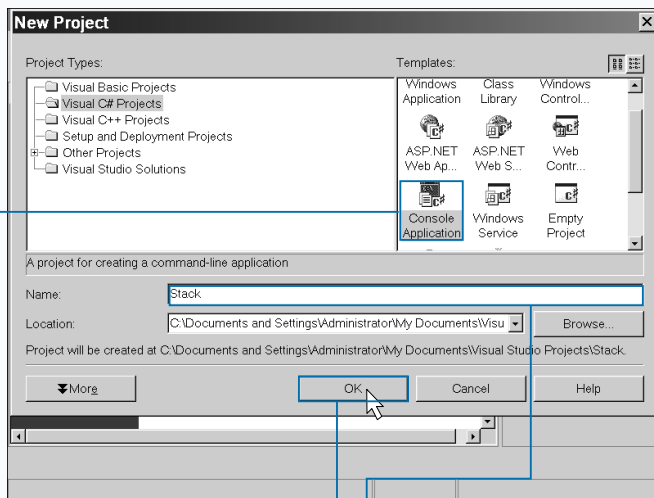 New Project
Project Types:
Templates:
Visual Basic Projects
Visual C# Projects
Visual C++ Projects
Setup and Deployment Projects
Other Projects
Visual Studio Solutions
Windows Application
Class Library
Windows Control...
ASP.NET Web Ap...
ASP.NET Web S...
Web Contr...
Console Application
Windows Service
Empty Project
A project for creating a command-line application
Name:
Stack
Location:
C:\Documents and Settings\Administrator\My Documents\Visu
Browse...
Project will be created at C:\Documents and Settings\Administrator\My Documents\Visual Studio Projects\Stack.
More
OK
Cancel
Help